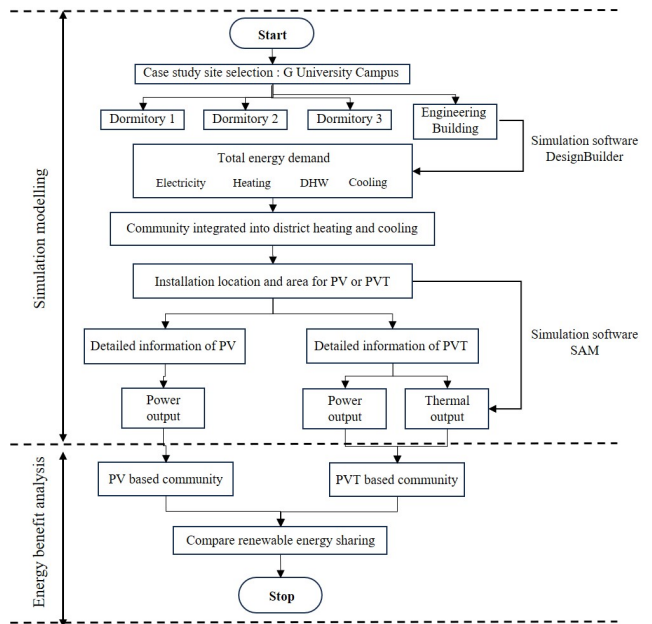 Start
Case study site selection : G University Campus
Dormitory 1
Dormitory 2
Dormitory 3
Engineering
Building
Simulation software
DesignBuilder
Total energy demand
Electricity Heating DHW Cooling
Community integrated into district heating and cooling
Installation location and area for PV or PVT
Simulation modelling
Detailed information of PV
Detailed information of PVT
Simulation software
SAM
Power
output
Power
output
Thermal
output
PV based community
PVT based community
Energy benefit analysis
Compare renewable energy sharing
Stop